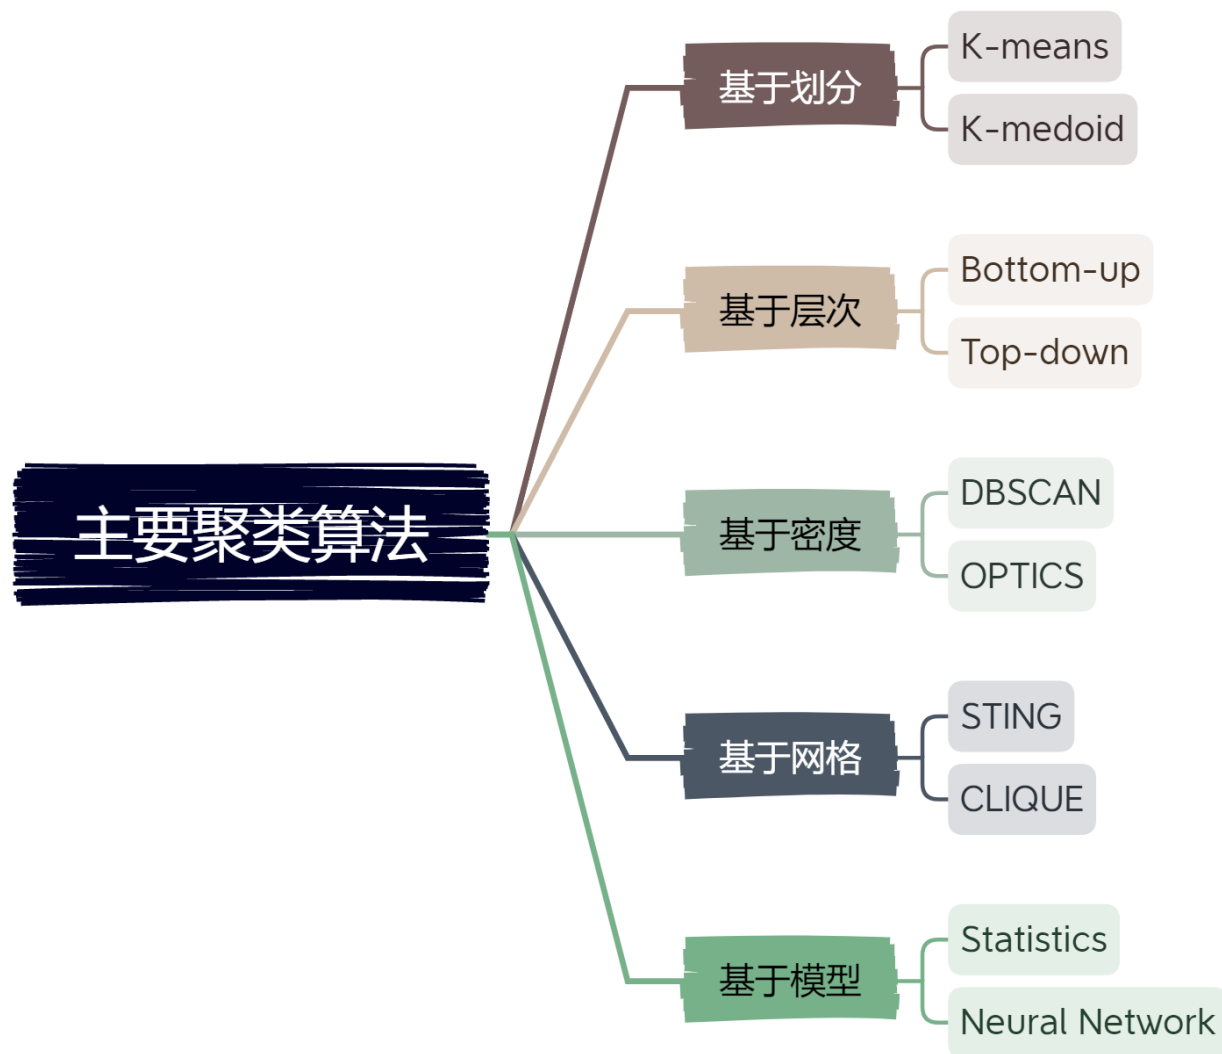 主要聚类算法
基于划分
K-means
K-medoid
基于层次
Bottom-up
Top-down
基于密度
DBSCAN
OPTICS
基于网格
STING
CLIQUE
基于模型
Statistics
Neural Network